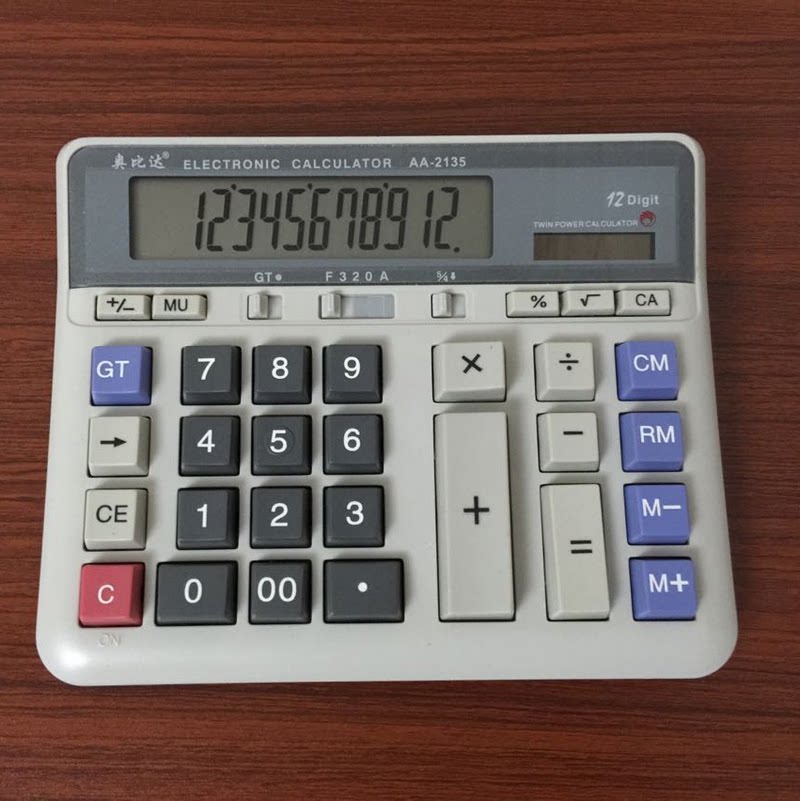 奥比达® ELECTRONIC CALCULATOR AA-2135
123456789012.
12 Digit
TWIN POWER CALCULATOR
GT● F 3 2 0 A 5/4⬇
+/− MU % √ CA
GT 7 8 9 × ÷ CM
→ 4 5 6 − RM
CE 1 2 3 + = M−
C 0 00 • M+
ON